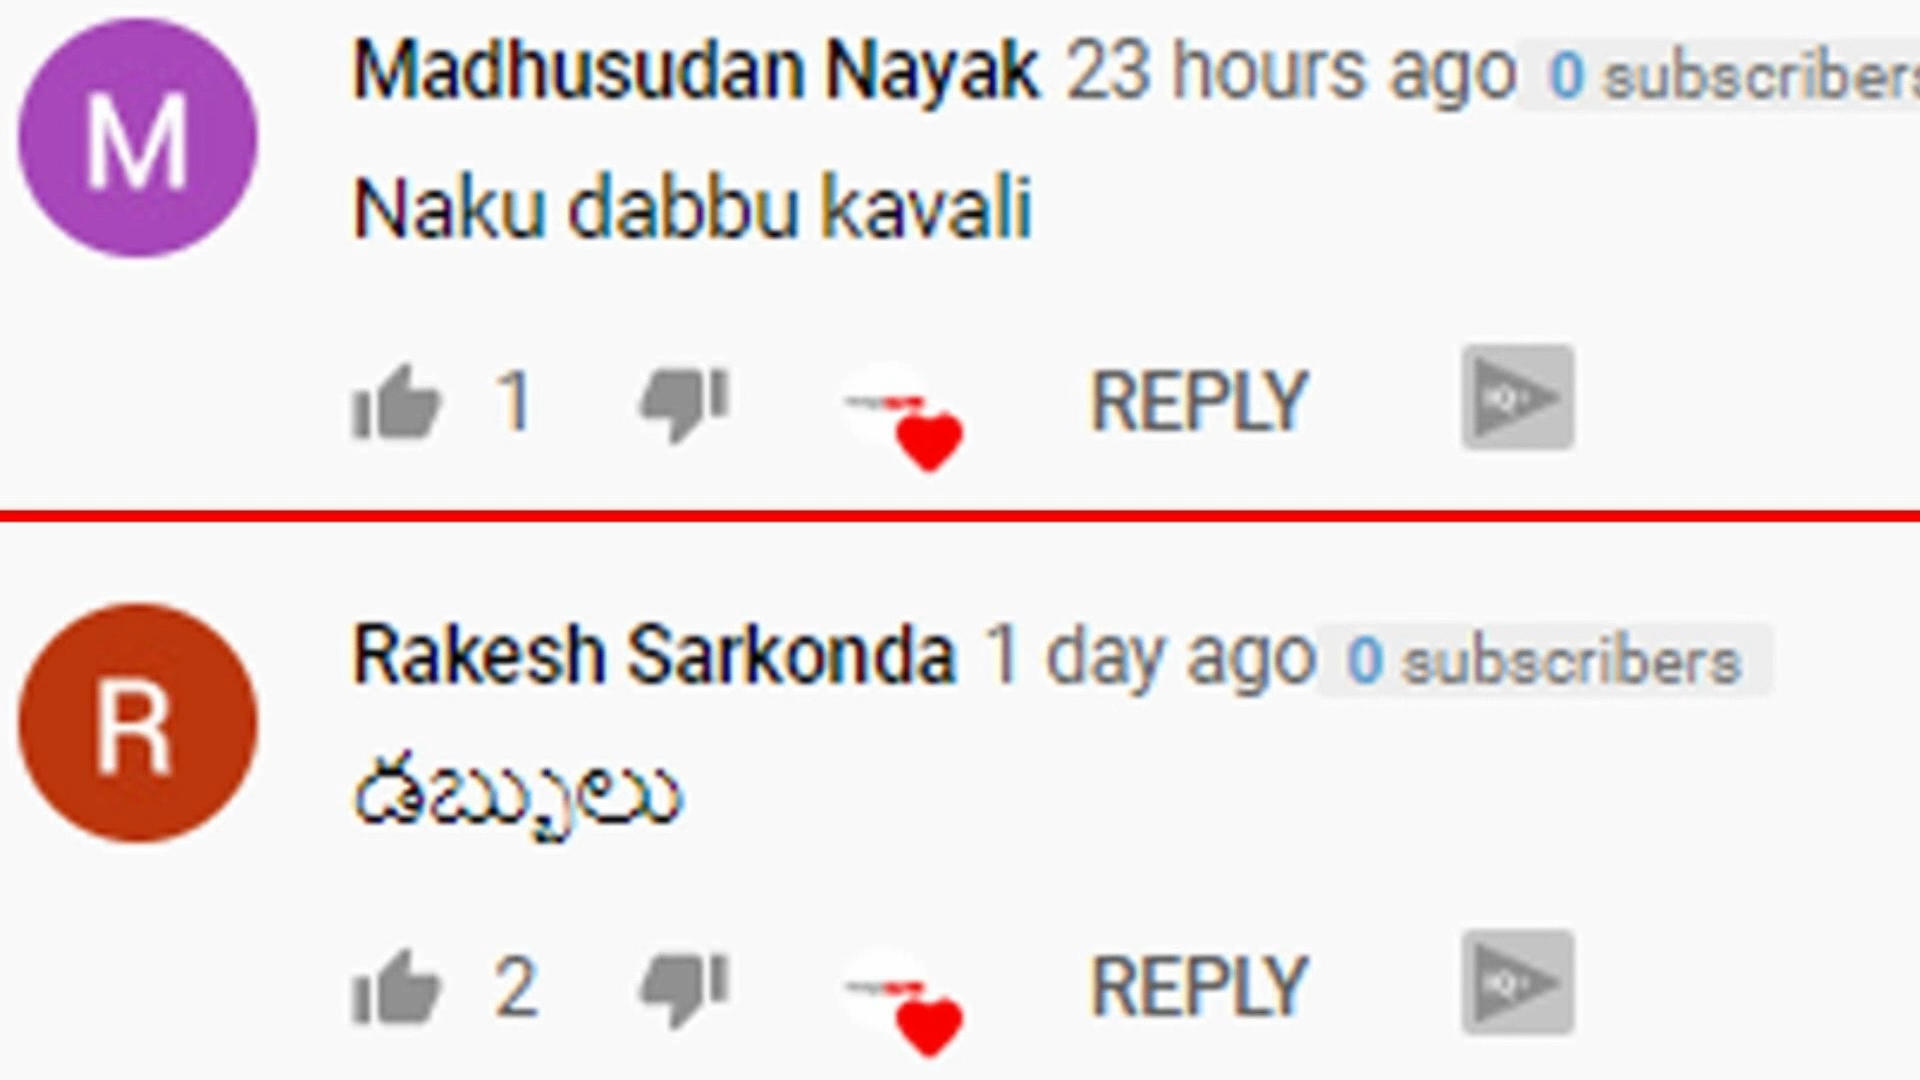 M
Madhusudan Nayak 23 hours ago 0 subscribers
Naku dabbu kavali
1 REPLY
R
Rakesh Sarkonda 1 day ago 0 subscribers
డబ్బులు
2 REPLY